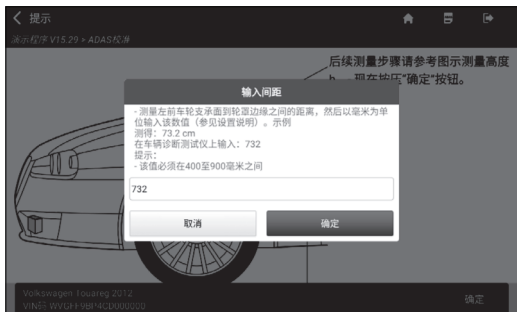 提示
演示程序 V15.29 > ADAS校准
后续测量步骤请参考图示测量高度
h。 现在按压"确定"按钮。
输入间距
- 测量左前车轮支承面到轮罩边缘之间的距离，然后以毫米为单
位输入该数值（参见设置说明）。示例
测得：73.2 cm
在车辆诊断测试仪上输入：732
提示：
- 该值必须在400至900毫米之间
732
取消
确定
Volkswagen Touareg 2012
VIN码
确定